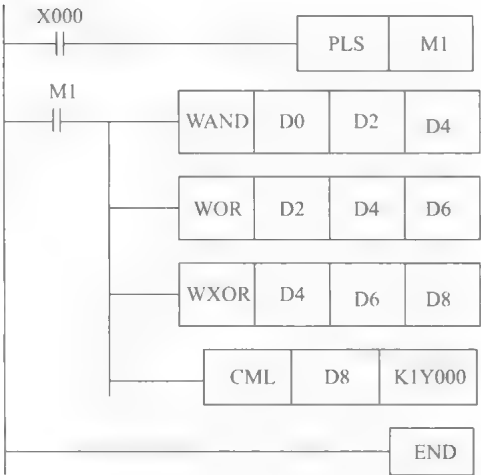 X000
PLS M1
M1
WAND D0 D2 D4
WOR D2 D4 D6
WXOR D4 D6 D8
CML D8 K1Y000
END